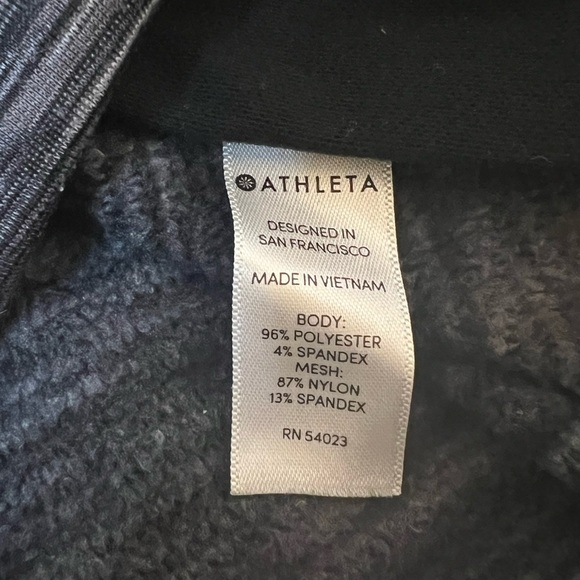 ATHLETA
DESIGNED IN
SAN FRANCISCO
MADE IN VIETNAM
BODY:
96% POLYESTER
4% SPANDEX
MESH:
87% NYLON
13% SPANDEX
RN 54023